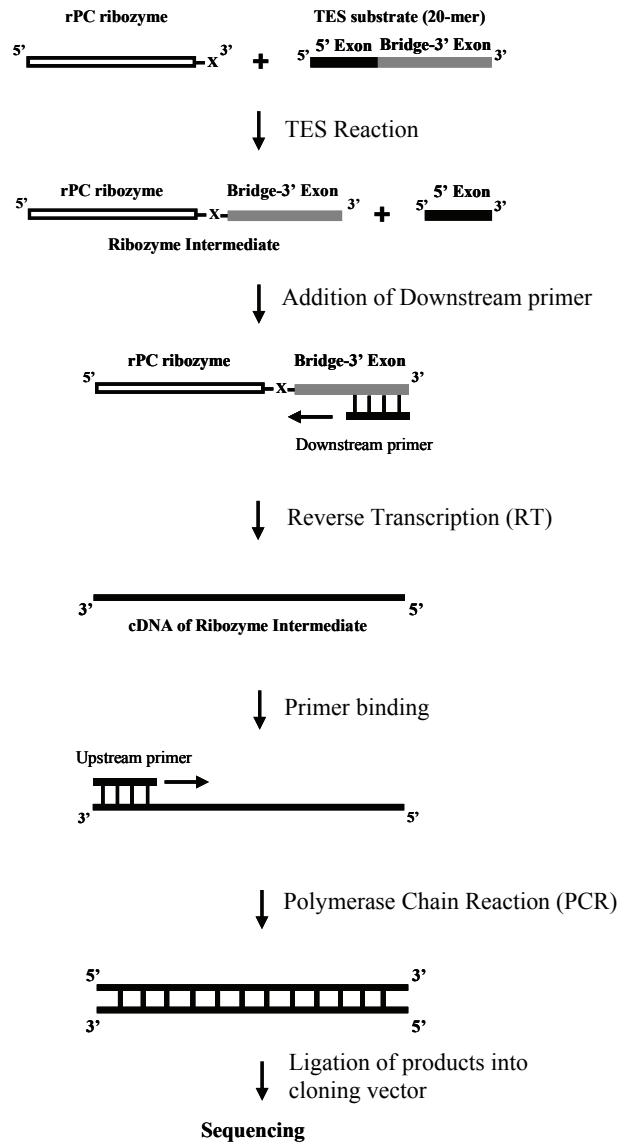 rPC ribozyme
TES substrate (20-mer)
5’ 3’ 5’ 5’ Exon Bridge-3’ Exon 3’
X +
TES Reaction
rPC ribozyme Bridge-3’ Exon 5’ Exon
5’ X 3’ + 5’ 3’
Ribozyme Intermediate
Addition of Downstream primer
rPC ribozyme Bridge-3’ Exon
5’ X 3’
Downstream primer
Reverse Transcription (RT)
3’ 5’
cDNA of Ribozyme Intermediate
Primer binding
Upstream primer
3’ 5’
Polymerase Chain Reaction (PCR)
5’ 3’
3’ 5’
Ligation of products into
cloning vector
Sequencing